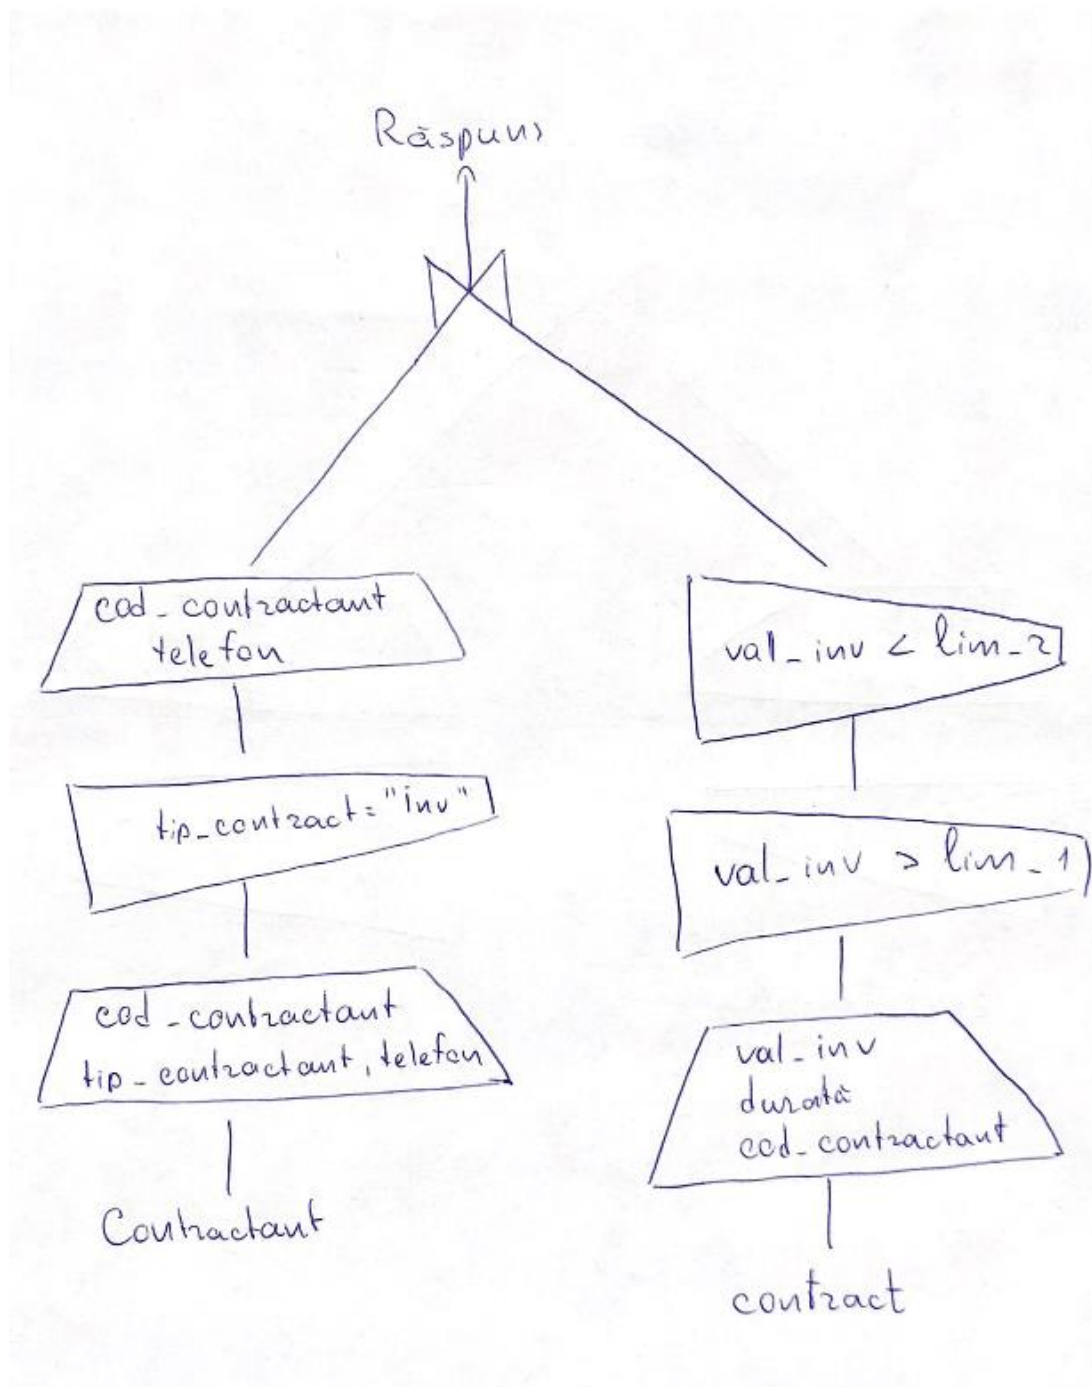 Răspuns
cod_contractant
telefon
val_inv < lim_2
tip_contract="inv"
val_inv > lim_1
cod_contractant
tip_contractant, telefon
val_inv
durată
cod_contractant
Contractant
contract